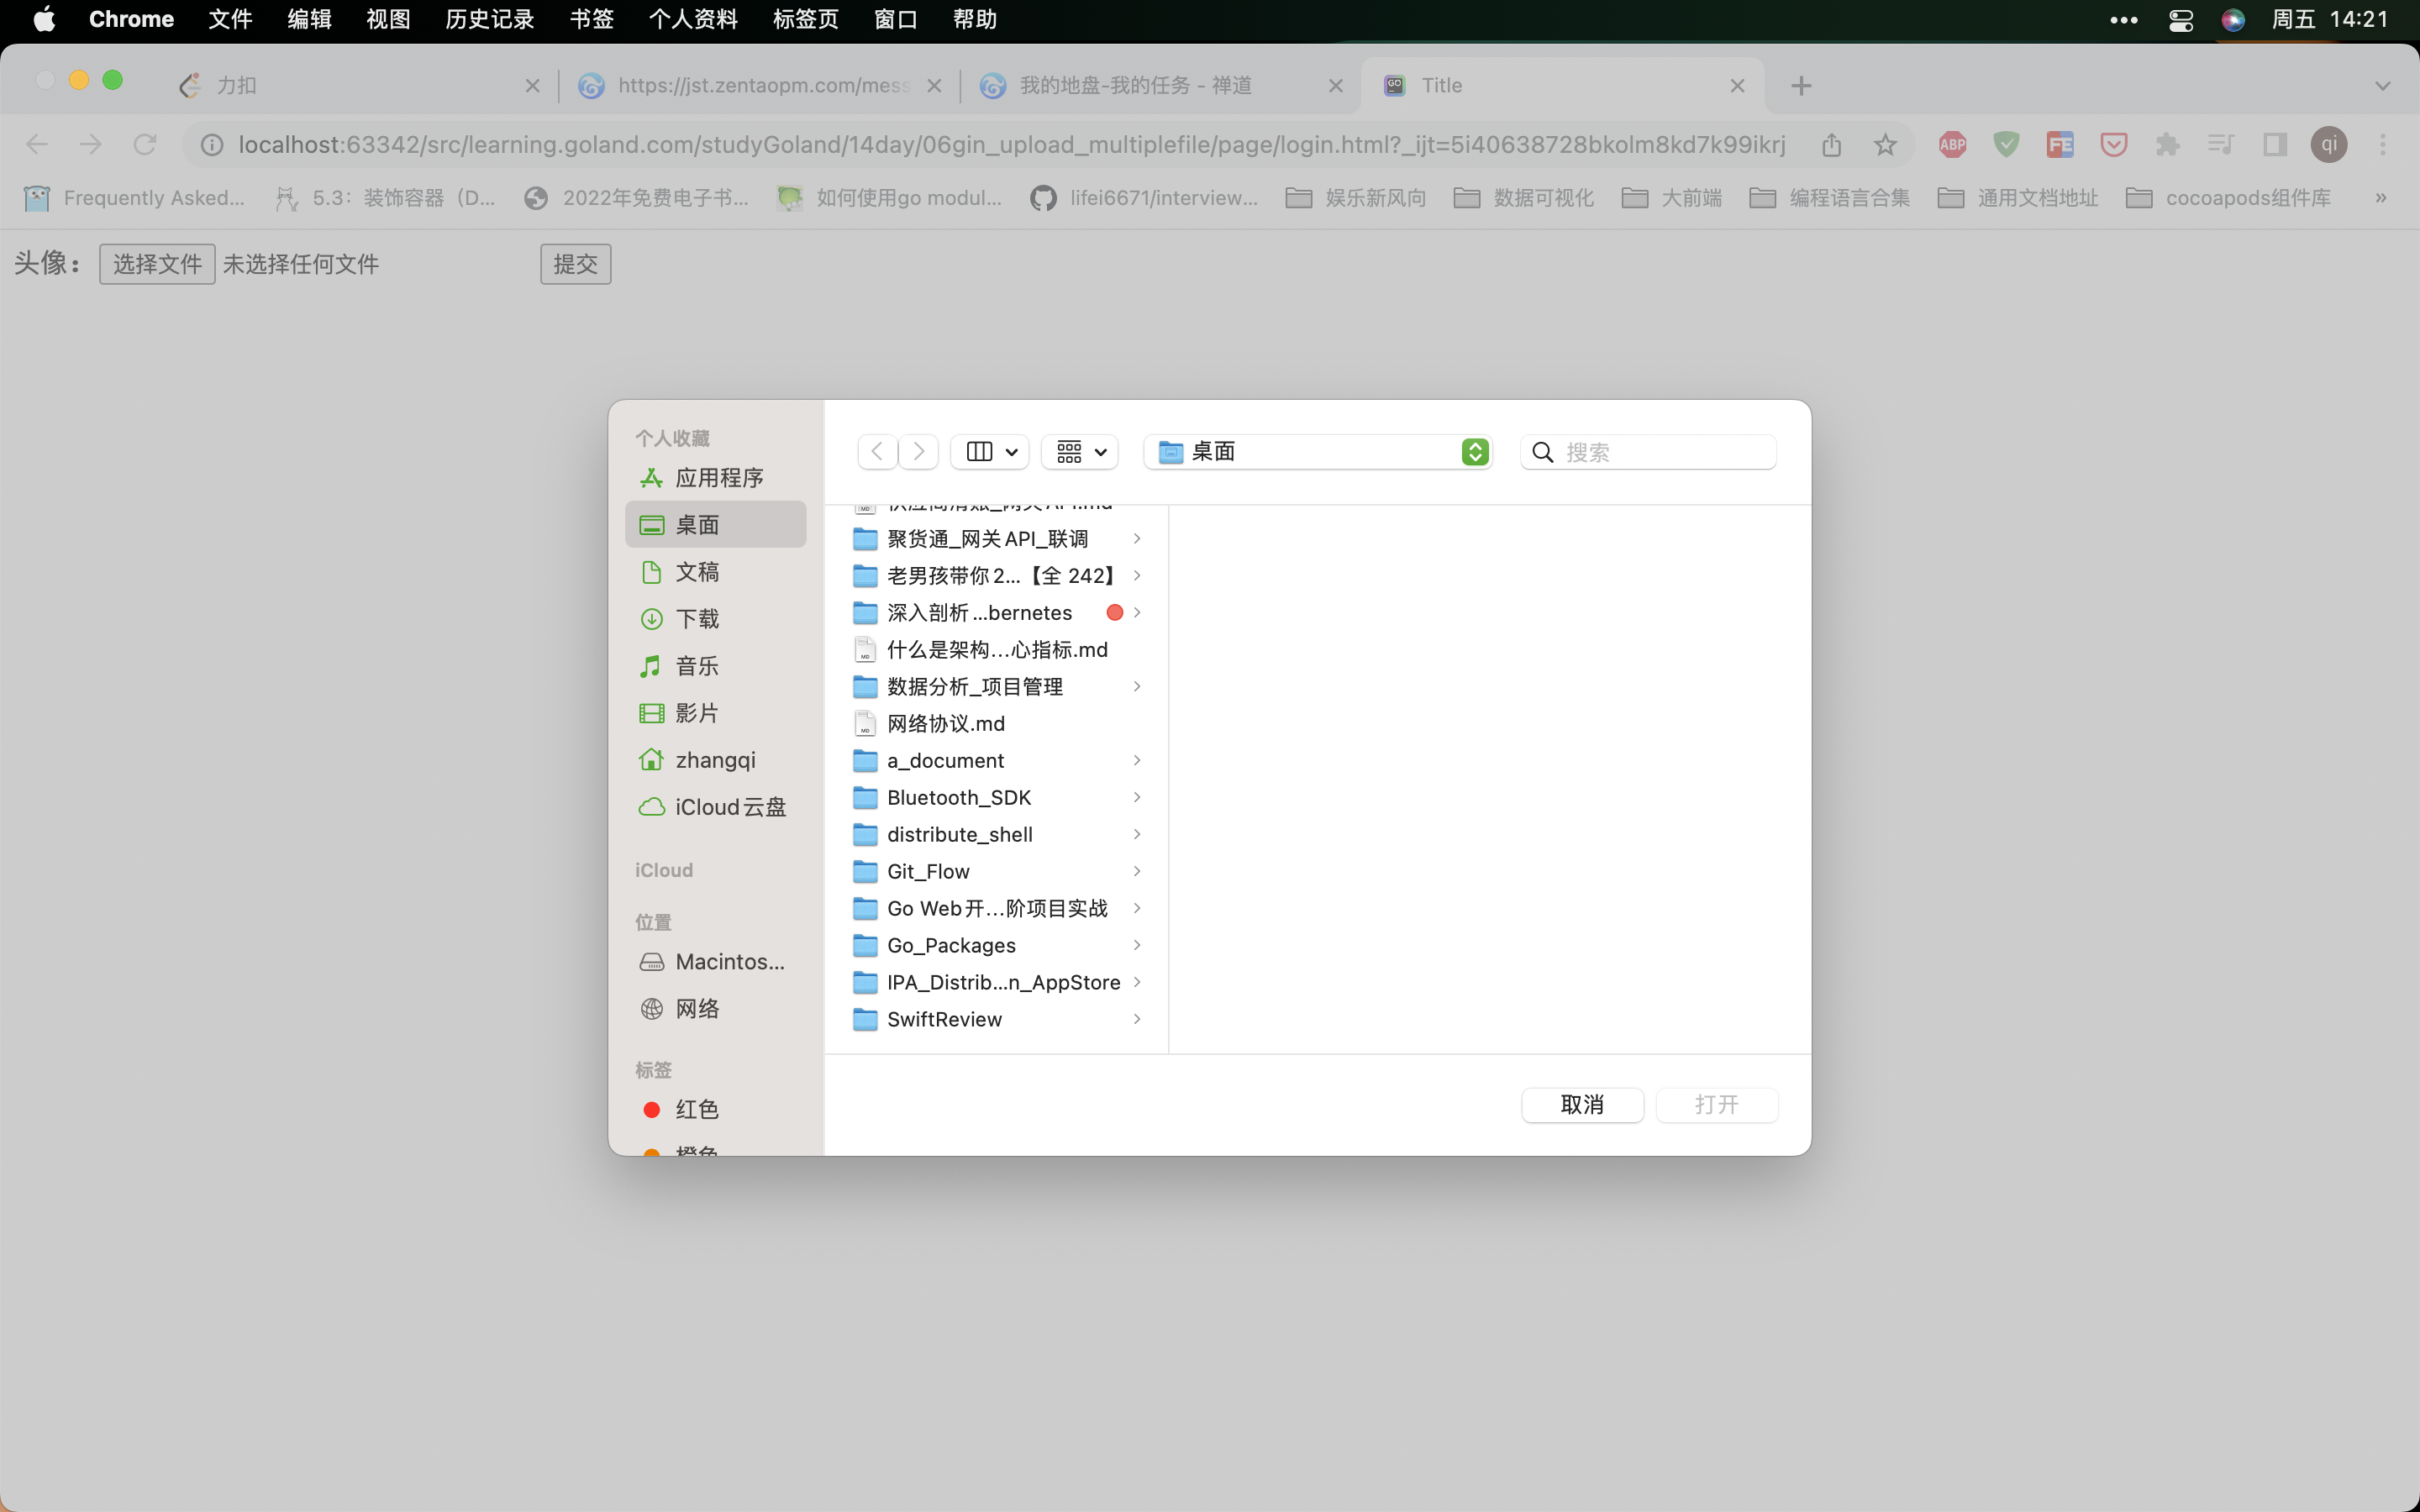 Chrome 文件 编辑 视图 历史记录 书签 个人资料 标签页 窗口 帮助 周五 14:21
力扣 https://jst.zentaopm.com/mess 我的地盘-我的任务 - 禅道 Title
localhost:63342/src/learning.goland.com/studyGoland/14day/06gin_upload_multiplefile/page/login.html?_ijt=5i40638728bkolm8kd7k99ikrj ABP FE qi
Frequently Asked... 5.3：装饰容器（D... 2022年免费电子书... 如何使用go modul... lifei6671/interview... 娱乐新风向 数据可视化 大前端 编程语言合集 通用文档地址 cocoapods组件库 »
头像： 选择文件 未选择任何文件 提交
个人收藏
应用程序
桌面
文稿
下载
音乐
影片
zhangqi
iCloud云盘
iCloud
位置
Macintos...
网络
标签
红色
橙色
桌面 搜索
聚货通_网关API_联调
老男孩带你2...【全 242】
深入剖析...bernetes
什么是架构...心指标.md
数据分析_项目管理
网络协议.md
a_document
Bluetooth_SDK
distribute_shell
Git_Flow
Go Web开...阶项目实战
Go_Packages
IPA_Distrib...n_AppStore
SwiftReview
取消 打开